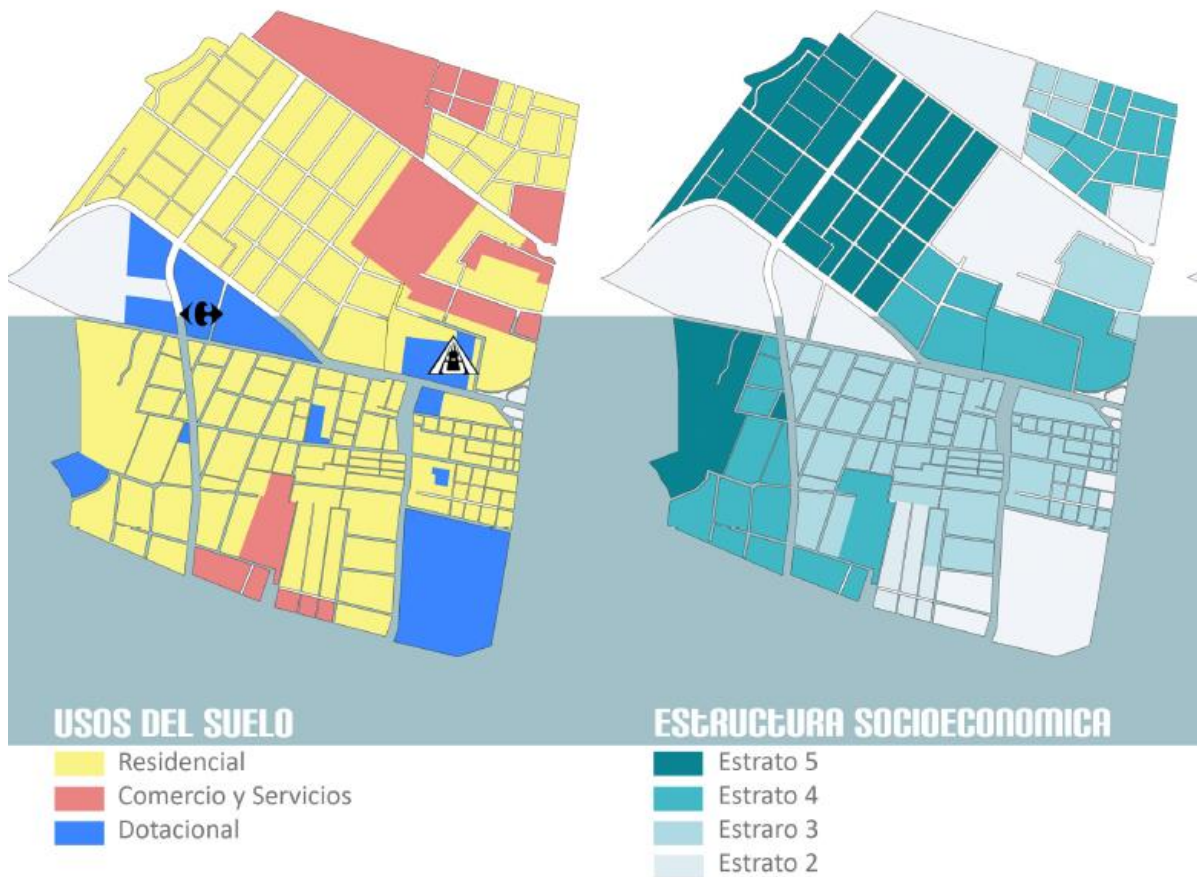 USOS DEL SUELO
Residencial
Comercio y Servicios
Dotacional
ESTRUCTURA SOCIOECONOMICA
Estrato 5
Estrato 4
Estraro 3
Estrato 2